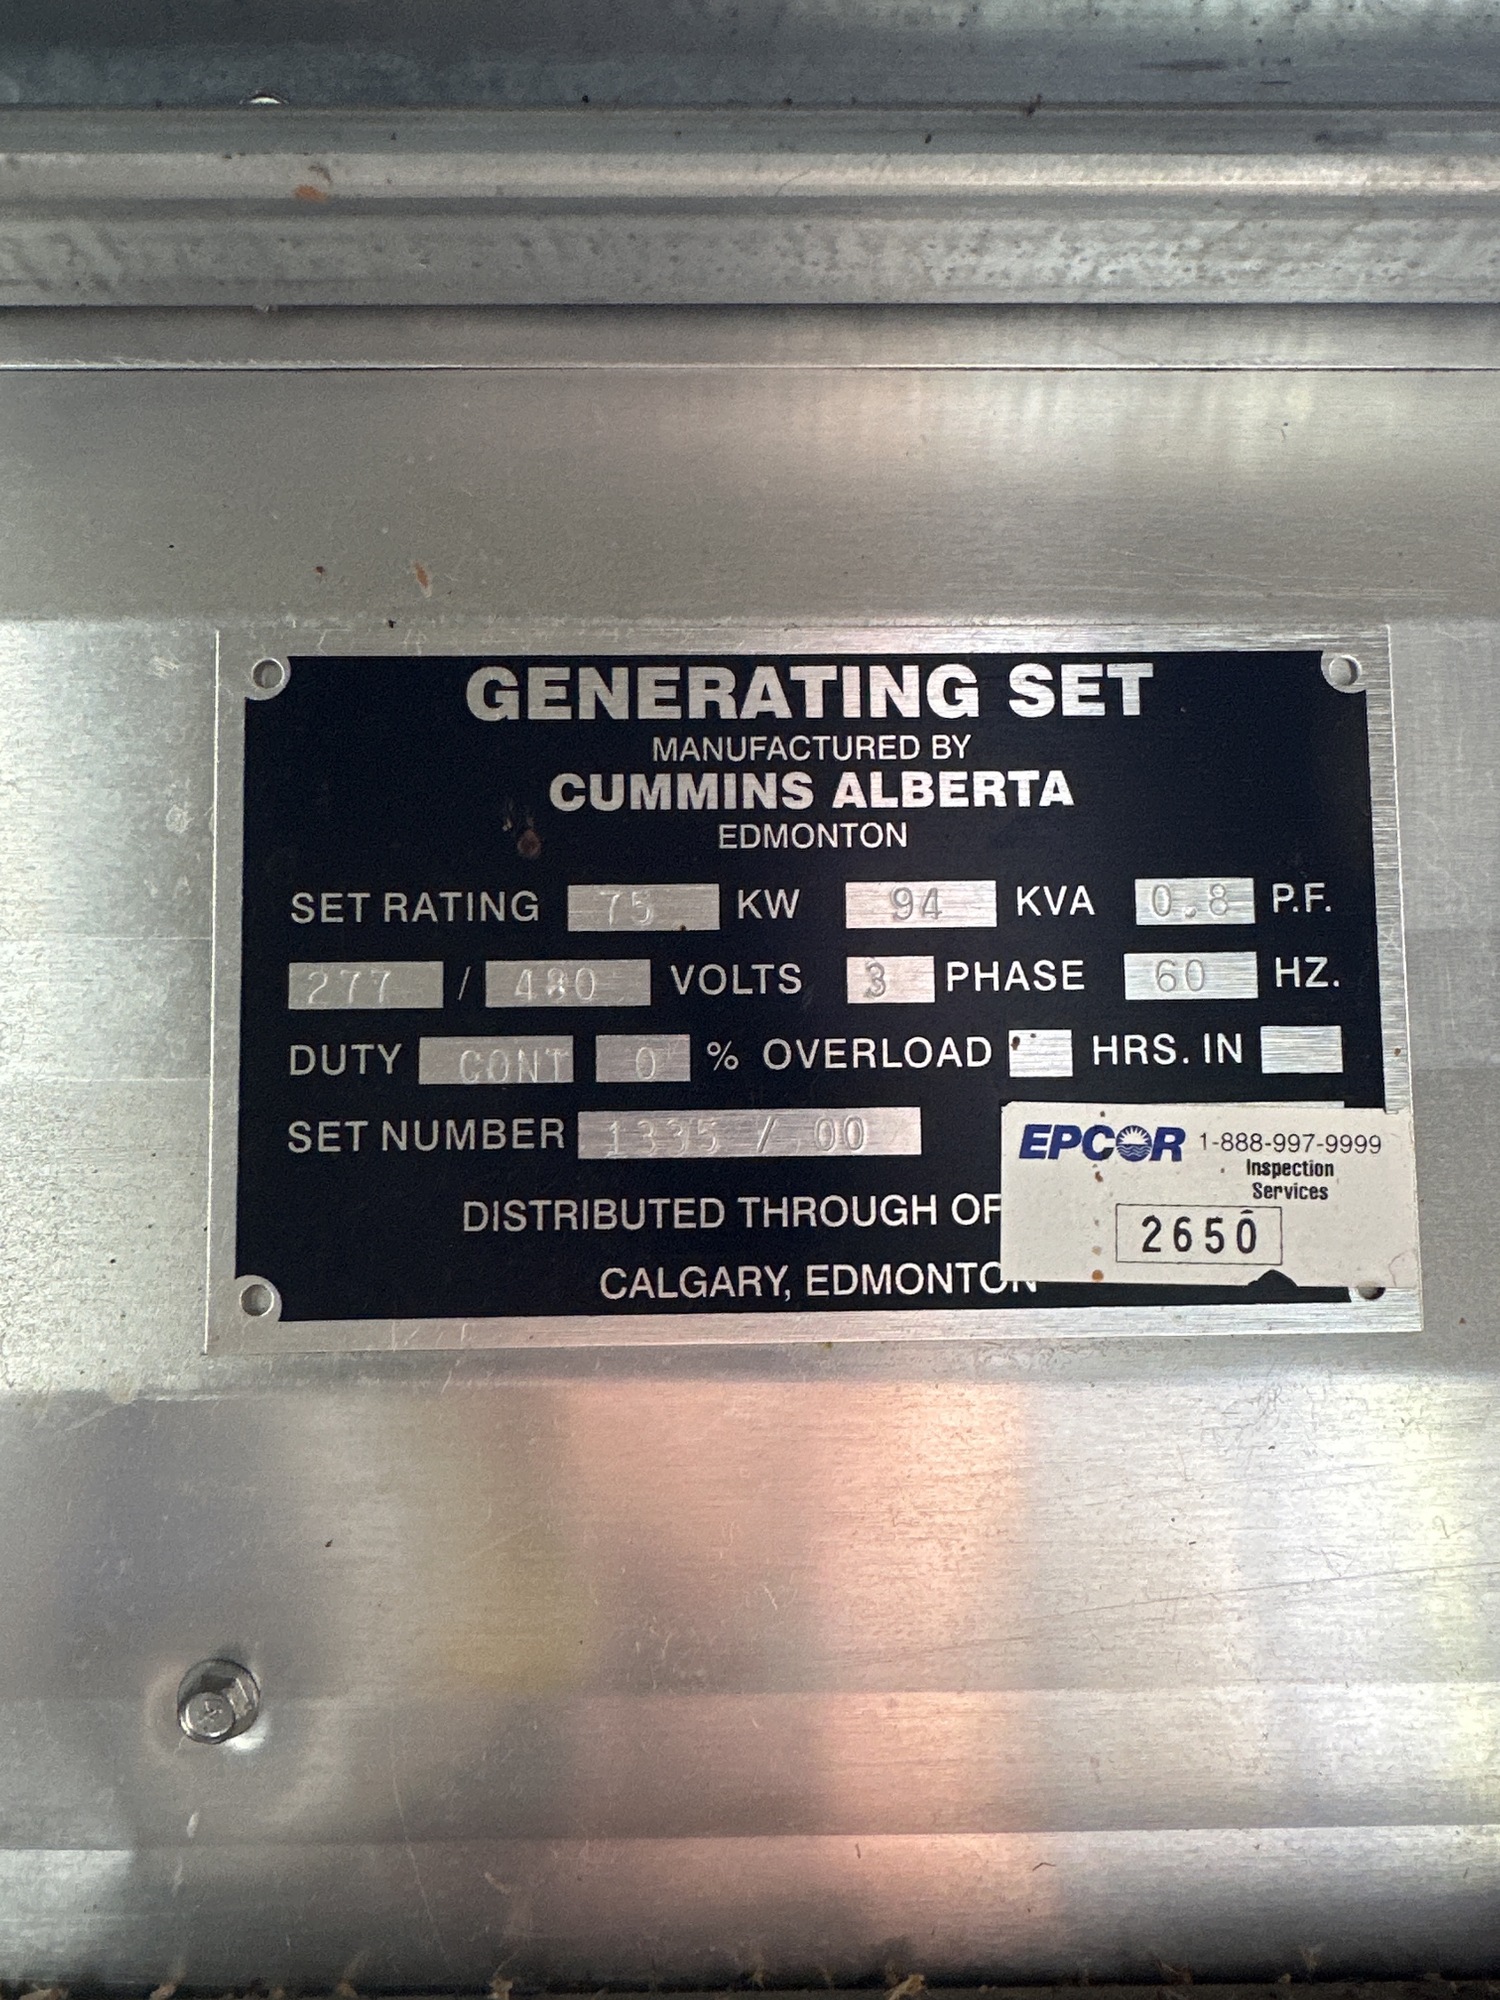 GENERATING SET
MANUFACTURED BY
CUMMINS ALBERTA
EDMONTON
SET RATING 75 KW 94 KVA 0.8 P.F.
277 / 480 VOLTS 3 PHASE 60 HZ.
DUTY CONT 0 % OVERLOAD HRS. IN
SET NUMBER 1335 / 00
EPCOR 1-888-997-9999
Inspection
Services
2650
DISTRIBUTED THROUGH OF
CALGARY, EDMONTON